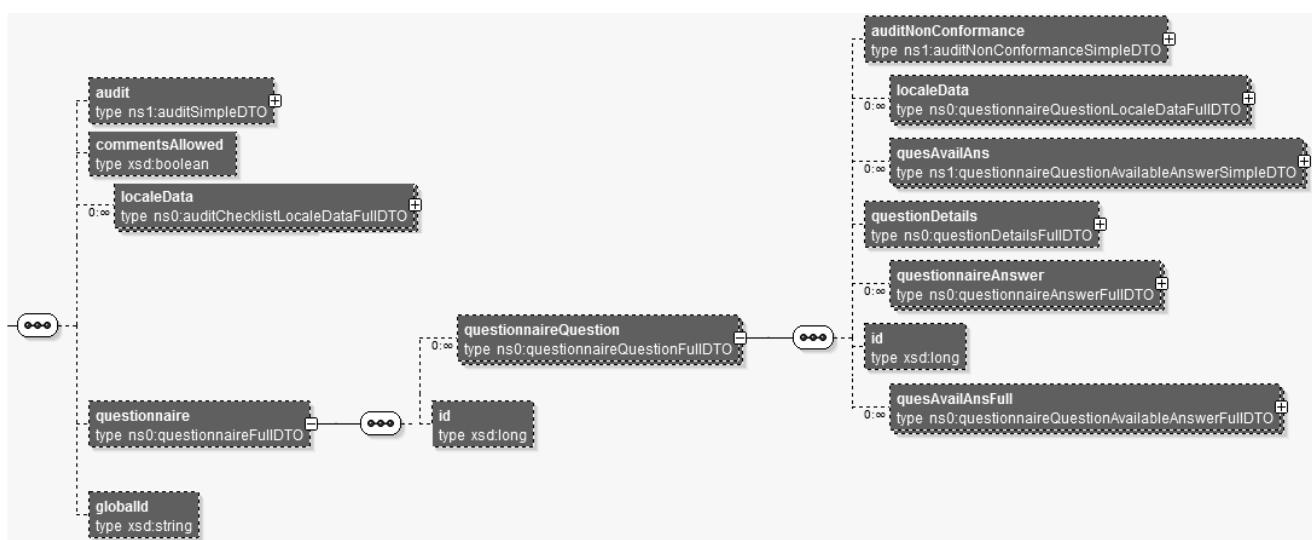 audit
type ns1:auditSimpleDTO
commentsAllowed
type xsd:boolean
localeData
0:∞
type ns0:auditChecklistLocaleDataFullDTO
questionnaire
type ns0:questionnaireFullDTO
globalId
type xsd:string
questionnaireQuestion
0:∞
type ns0:questionnaireQuestionFullDTO
id
type xsd:long
auditNonConformance
type ns1:auditNonConformanceSimpleDTO
localeData
0:∞
type ns0:questionnaireQuestionLocaleDataFullDTO
quesAvailAns
0:∞
type ns1:questionnaireQuestionAvailableAnswerSimpleDTO
questionDetails
type ns0:questionDetailsFullDTO
questionnaireAnswer
0:∞
type ns0:questionnaireAnswerFullDTO
id
type xsd:long
quesAvailAnsFull
0:∞
type ns0:questionnaireQuestionAvailableAnswerFullDTO